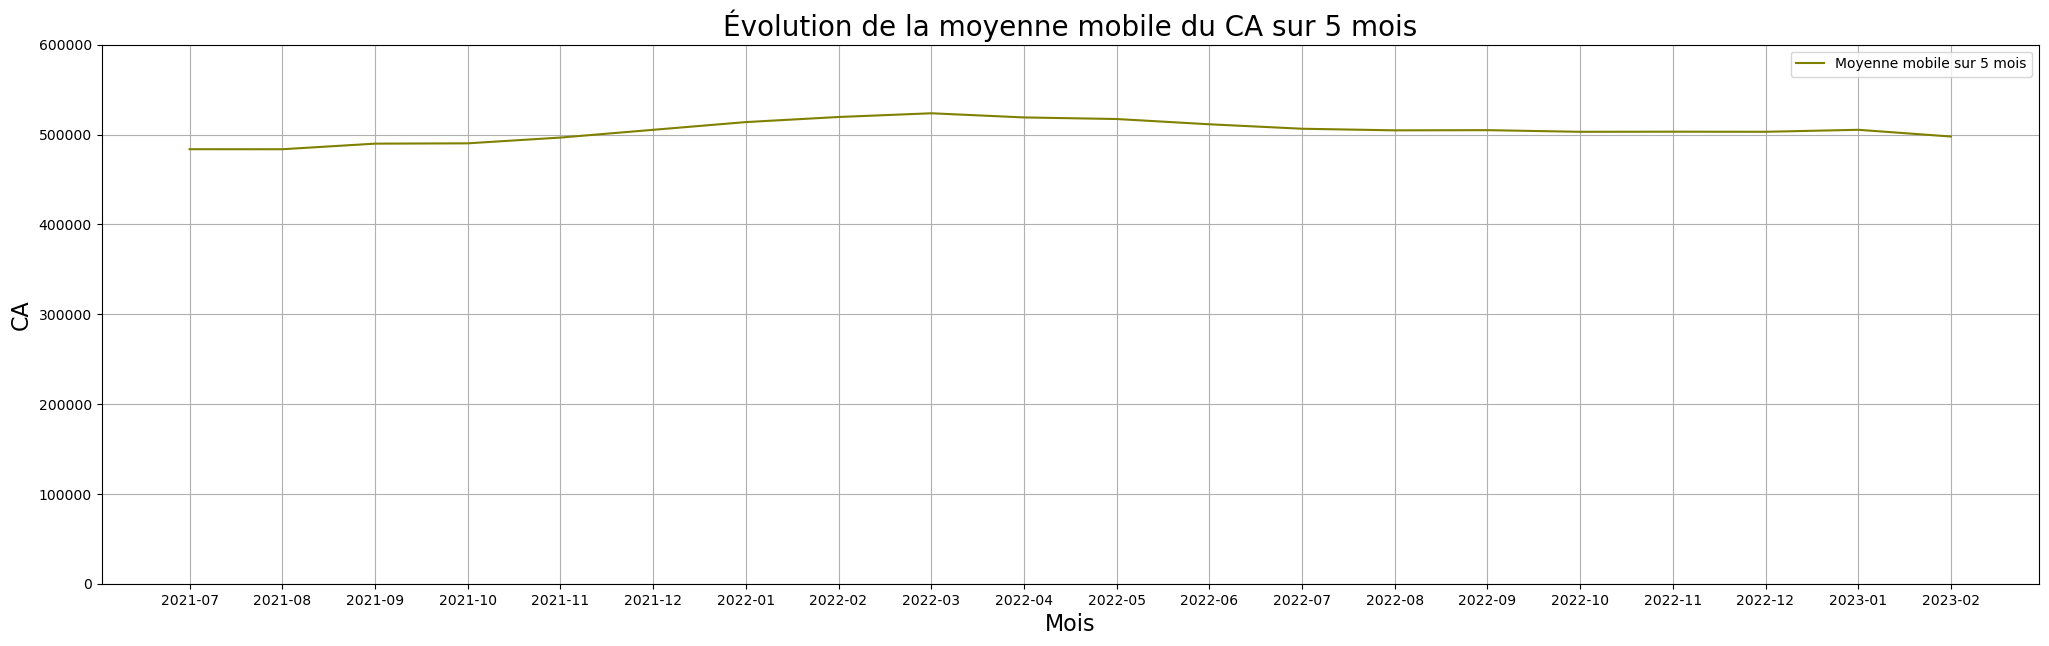 Évolution de la moyenne mobile du CA sur 5 mois
Moyenne mobile sur 5 mois
600000
500000
400000
300000
200000
100000
0
CA
2021-07 2021-08 2021-09 2021-10 2021-11 2021-12 2022-01 2022-02 2022-03 2022-04 2022-05 2022-06 2022-07 2022-08 2022-09 2022-10 2022-11 2022-12 2023-01 2023-02
Mois